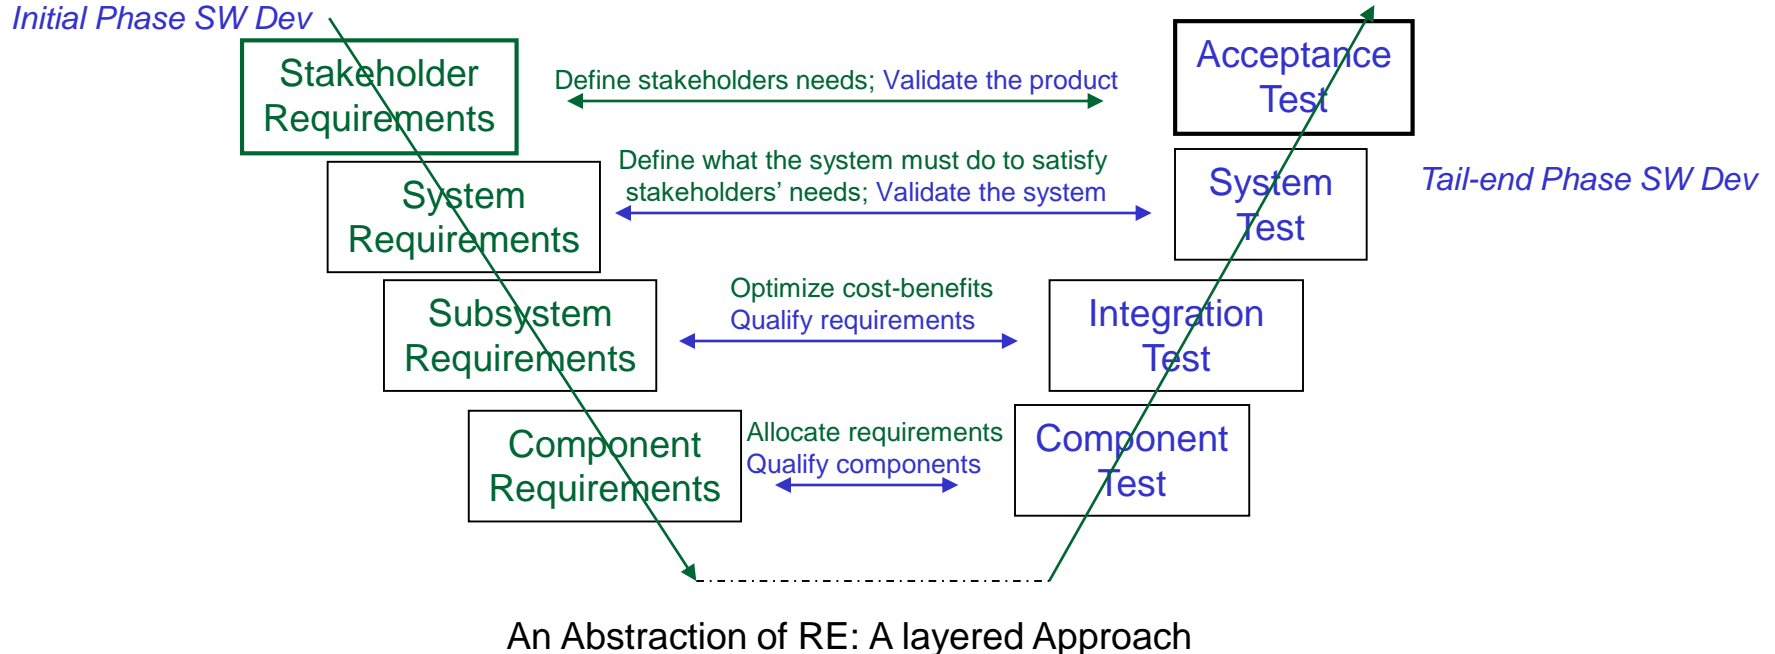 Initial Phase SW Dev
Stakeholder
Requirements
Define stakeholders needs; Validate the product
Acceptance
Test
System
Requirements
Define what the system must do to satisfy
stakeholders’ needs; Validate the system
System
Test
Tail-end Phase SW Dev
Subsystem
Requirements
Optimize cost-benefits
Qualify requirements
Integration
Test
Component
Requirements
Allocate requirements
Qualify components
Component
Test
An Abstraction of RE: A layered Approach